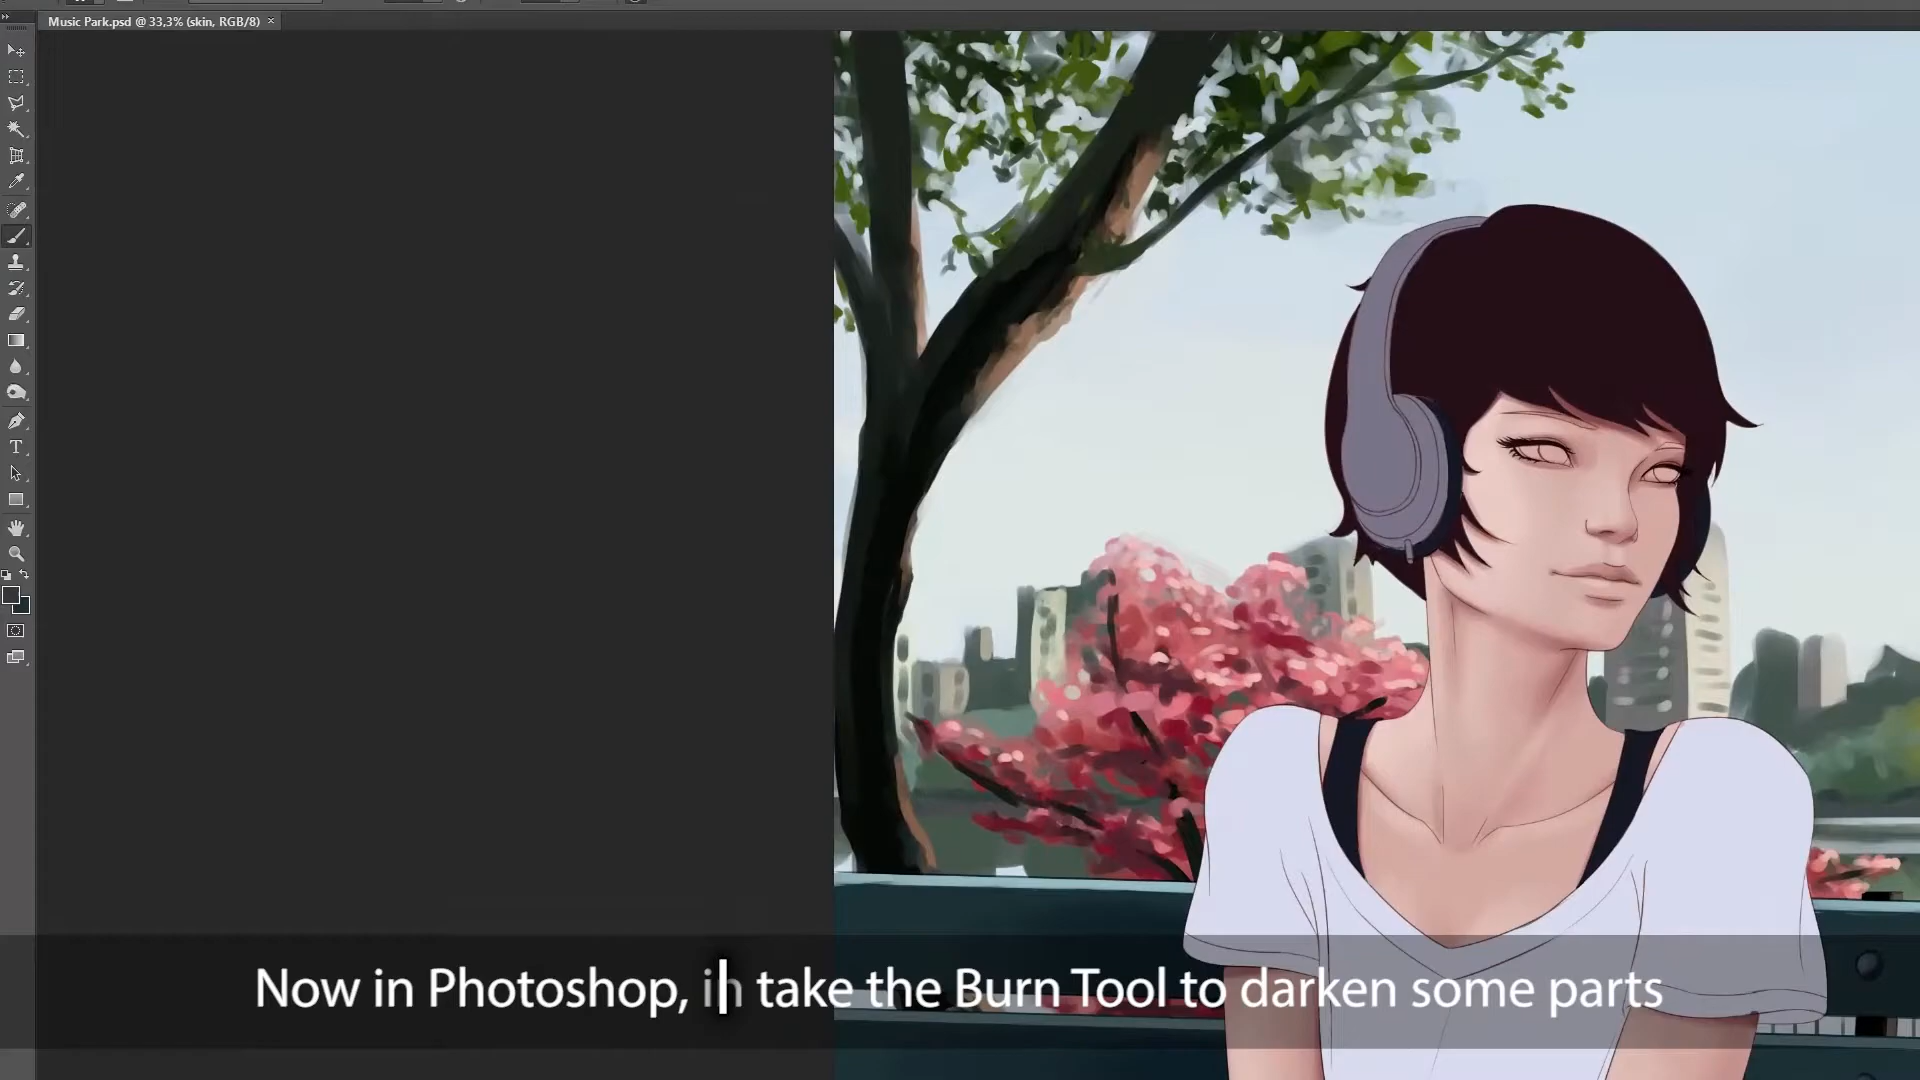 Music Park.psd @ 33,3% (skin, RGB/8) ×
Now in Photoshop, take the Burn Tool to darken some parts